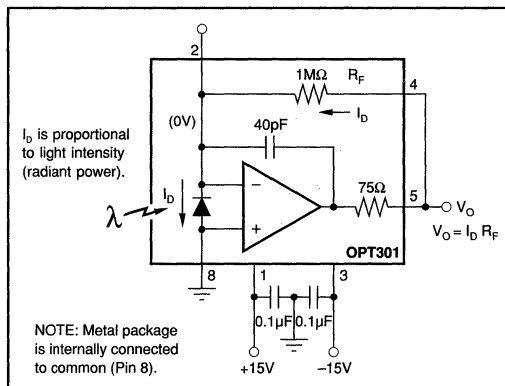 2
1MΩ R_F
4
I_D
(0V)
40pF
I_D is proportional
to light intensity
(radiant power).
I_D
λ
−
+
75Ω
5
V_O
V_O = I_D R_F
OPT301
8
1
3
0.1µF
0.1µF
+15V
−15V
NOTE: Metal package
is internally connected
to common (Pin 8).